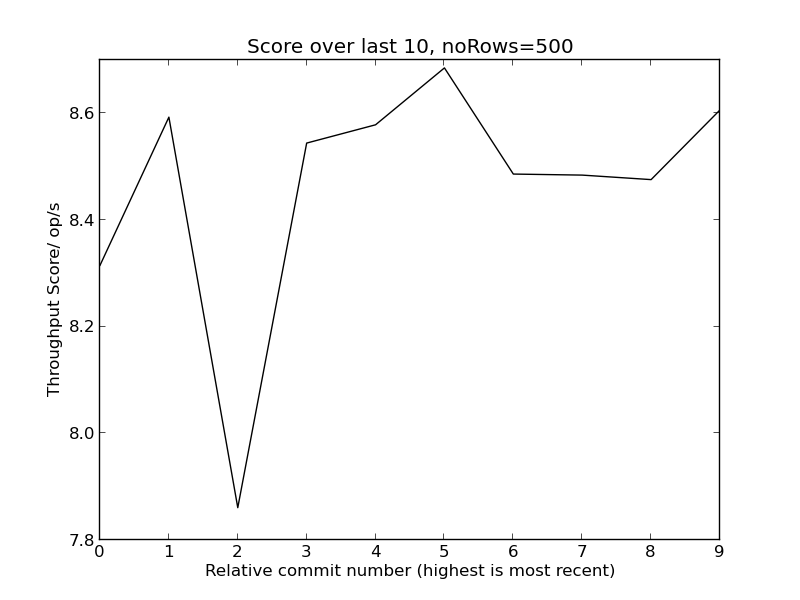 Score over last 10, noRows=500
8.6
8.4
8.2
8.0
7.8
Throughput Score/ op/s
0 1 2 3 4 5 6 7 8 9
Relative commit number (highest is most recent)